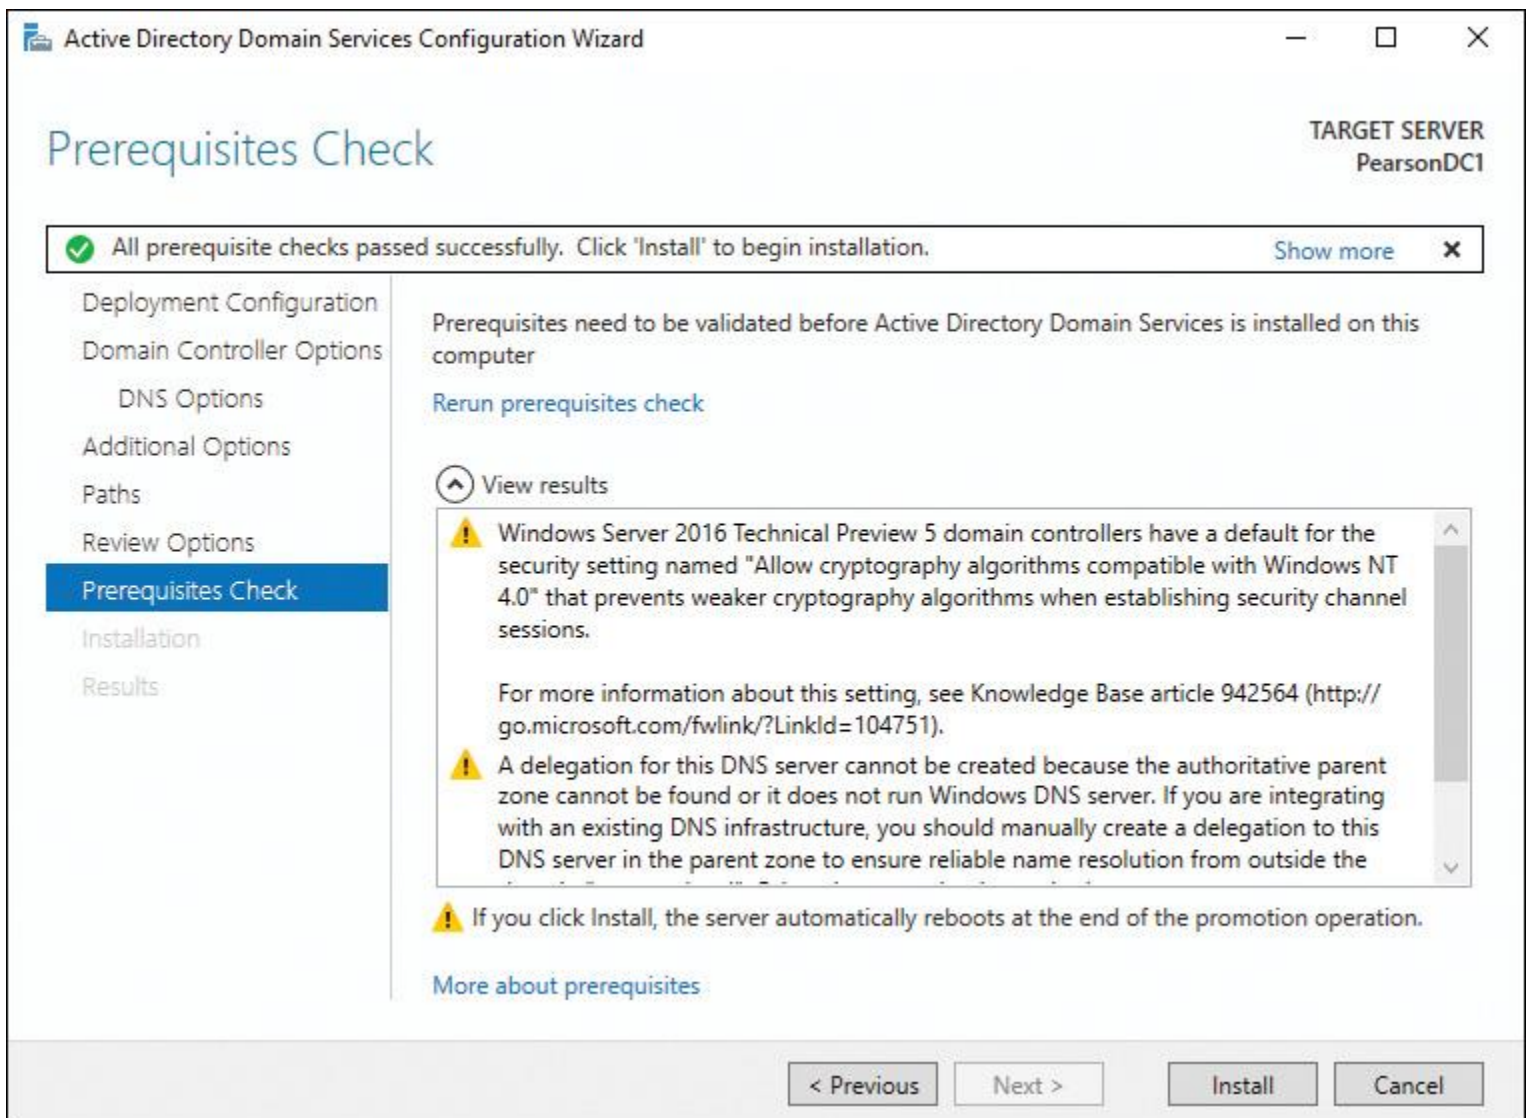 Active Directory Domain Services Configuration Wizard
Prerequisites Check
TARGET SERVER
PearsonDC1
All prerequisite checks passed successfully. Click 'Install' to begin installation.
Show more
Deployment Configuration
Domain Controller Options
DNS Options
Additional Options
Paths
Review Options
Prerequisites Check
Installation
Results
Prerequisites need to be validated before Active Directory Domain Services is installed on this
computer
Rerun prerequisites check
View results
Windows Server 2016 Technical Preview 5 domain controllers have a default for the
security setting named "Allow cryptography algorithms compatible with Windows NT
4.0" that prevents weaker cryptography algorithms when establishing security channel
sessions.
For more information about this setting, see Knowledge Base article 942564 (http://
go.microsoft.com/fwlink/?LinkId=104751).
A delegation for this DNS server cannot be created because the authoritative parent
zone cannot be found or it does not run Windows DNS server. If you are integrating
with an existing DNS infrastructure, you should manually create a delegation to this
DNS server in the parent zone to ensure reliable name resolution from outside the
If you click Install, the server automatically reboots at the end of the promotion operation.
More about prerequisites
< Previous
Next >
Install
Cancel